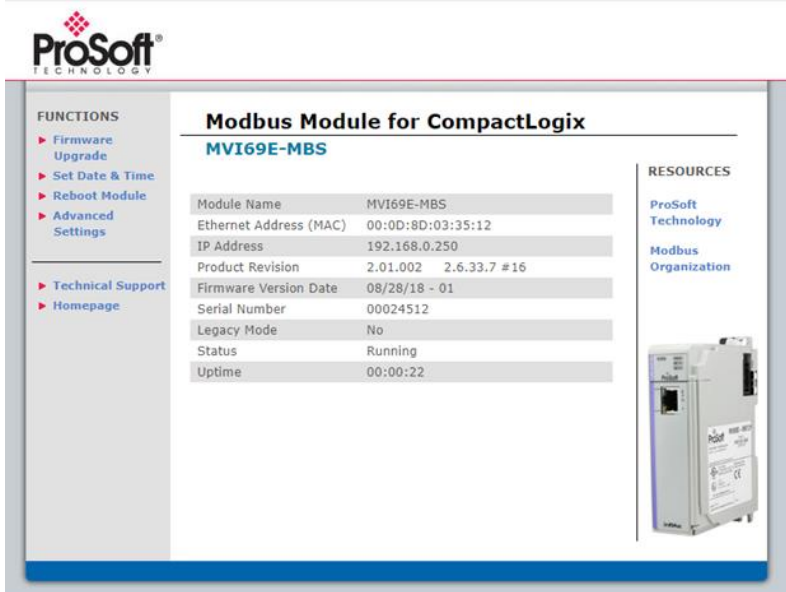 ProSoft®
TECHNOLOGY
FUNCTIONS
Firmware
Upgrade
Set Date & Time
Reboot Module
Advanced
Settings
Technical Support
Homepage
Modbus Module for CompactLogix
MVI69E-MBS
Module Name MVI69E-MBS
Ethernet Address (MAC) 00:0D:8D:03:35:12
IP Address 192.168.0.250
Product Revision 2.01.002 2.6.33.7 #16
Firmware Version Date 08/28/18 - 01
Serial Number 00024512
Legacy Mode No
Status Running
Uptime 00:00:22
RESOURCES
ProSoft
Technology
Modbus
Organization
ProSoft
CE